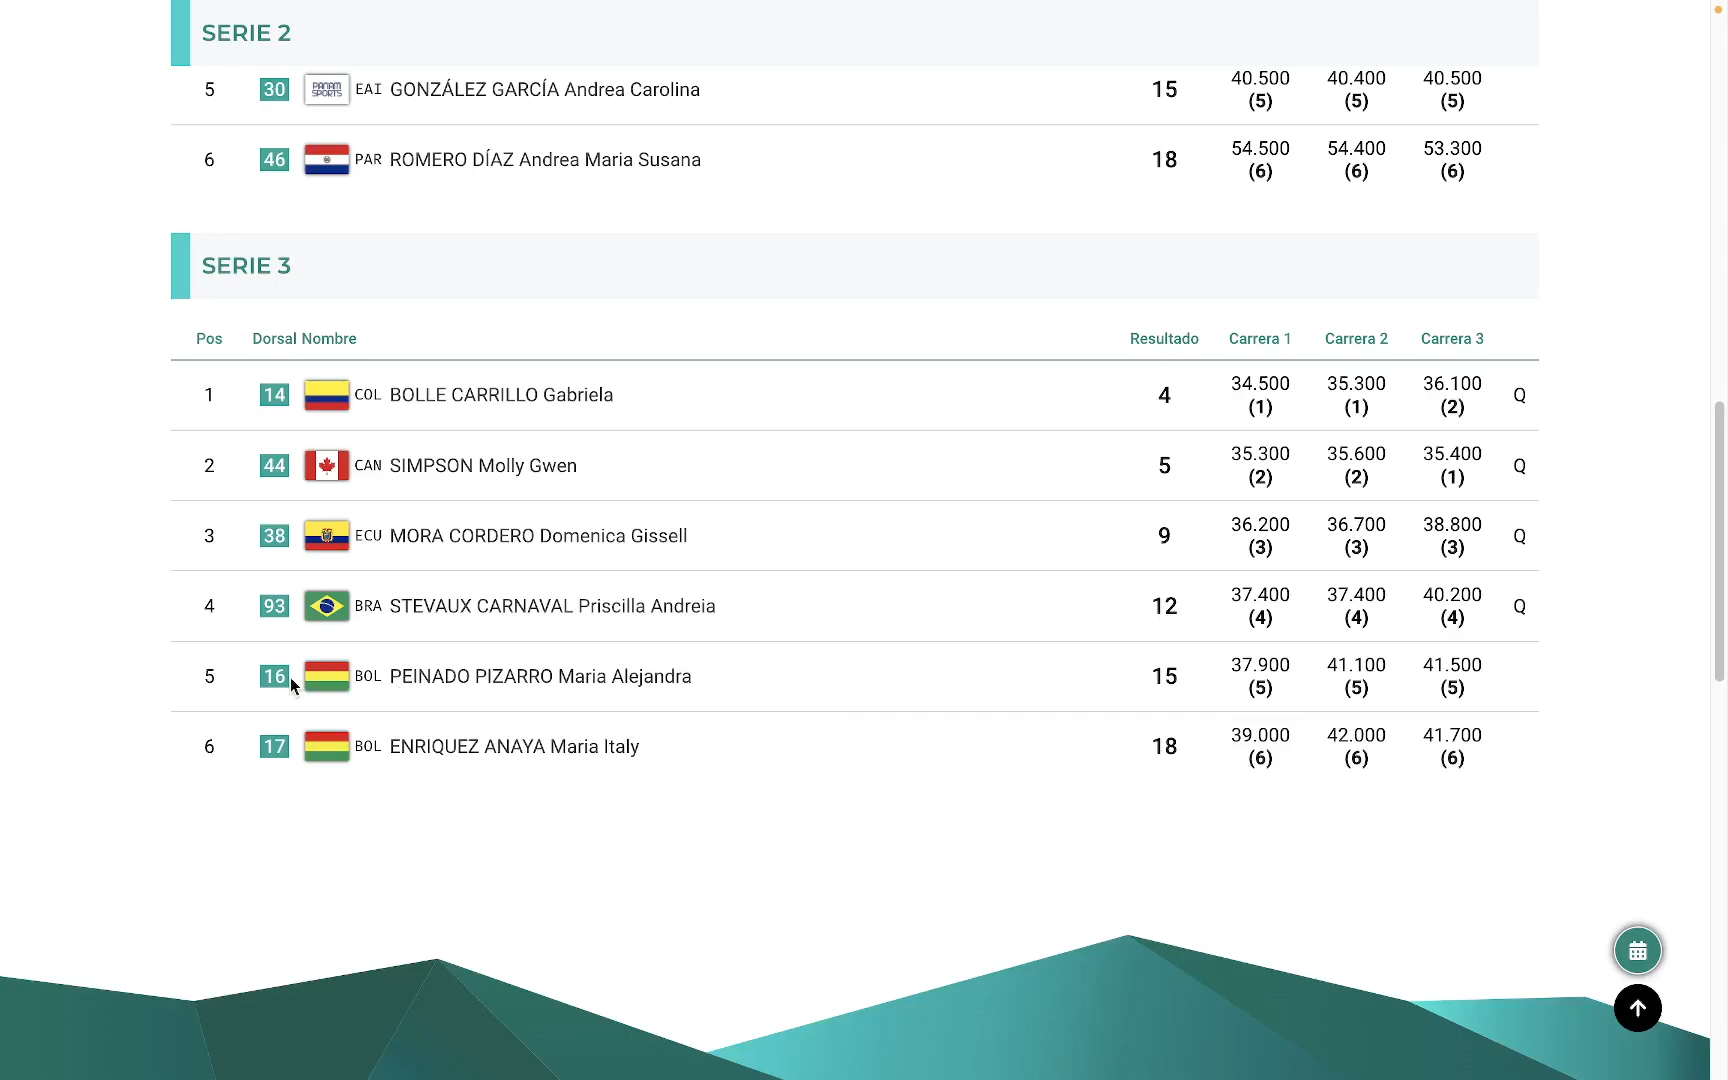 SERIE 2
5 30 PANAM SPORTS EAI GONZÁLEZ GARCÍA Andrea Carolina 15 40.500 (5) 40.400 (5) 40.500 (5)
6 46 PAR ROMERO DÍAZ Andrea Maria Susana 18 54.500 (6) 54.400 (6) 53.300 (6)
SERIE 3
Pos Dorsal Nombre Resultado Carrera 1 Carrera 2 Carrera 3
1 14 COL BOLLE CARRILLO Gabriela 4 34.500 (1) 35.300 (1) 36.100 (2) Q
2 44 CAN SIMPSON Molly Gwen 5 35.300 (2) 35.600 (2) 35.400 (1) Q
3 38 ECU MORA CORDERO Domenica Gissell 9 36.200 (3) 36.700 (3) 38.800 (3) Q
4 93 BRA STEVAUX CARNAVAL Priscilla Andreia 12 37.400 (4) 37.400 (4) 40.200 (4) Q
5 16 BOL PEINADO PIZARRO Maria Alejandra 15 37.900 (5) 41.100 (5) 41.500 (5)
6 17 BOL ENRIQUEZ ANAYA Maria Italy 18 39.000 (6) 42.000 (6) 41.700 (6)